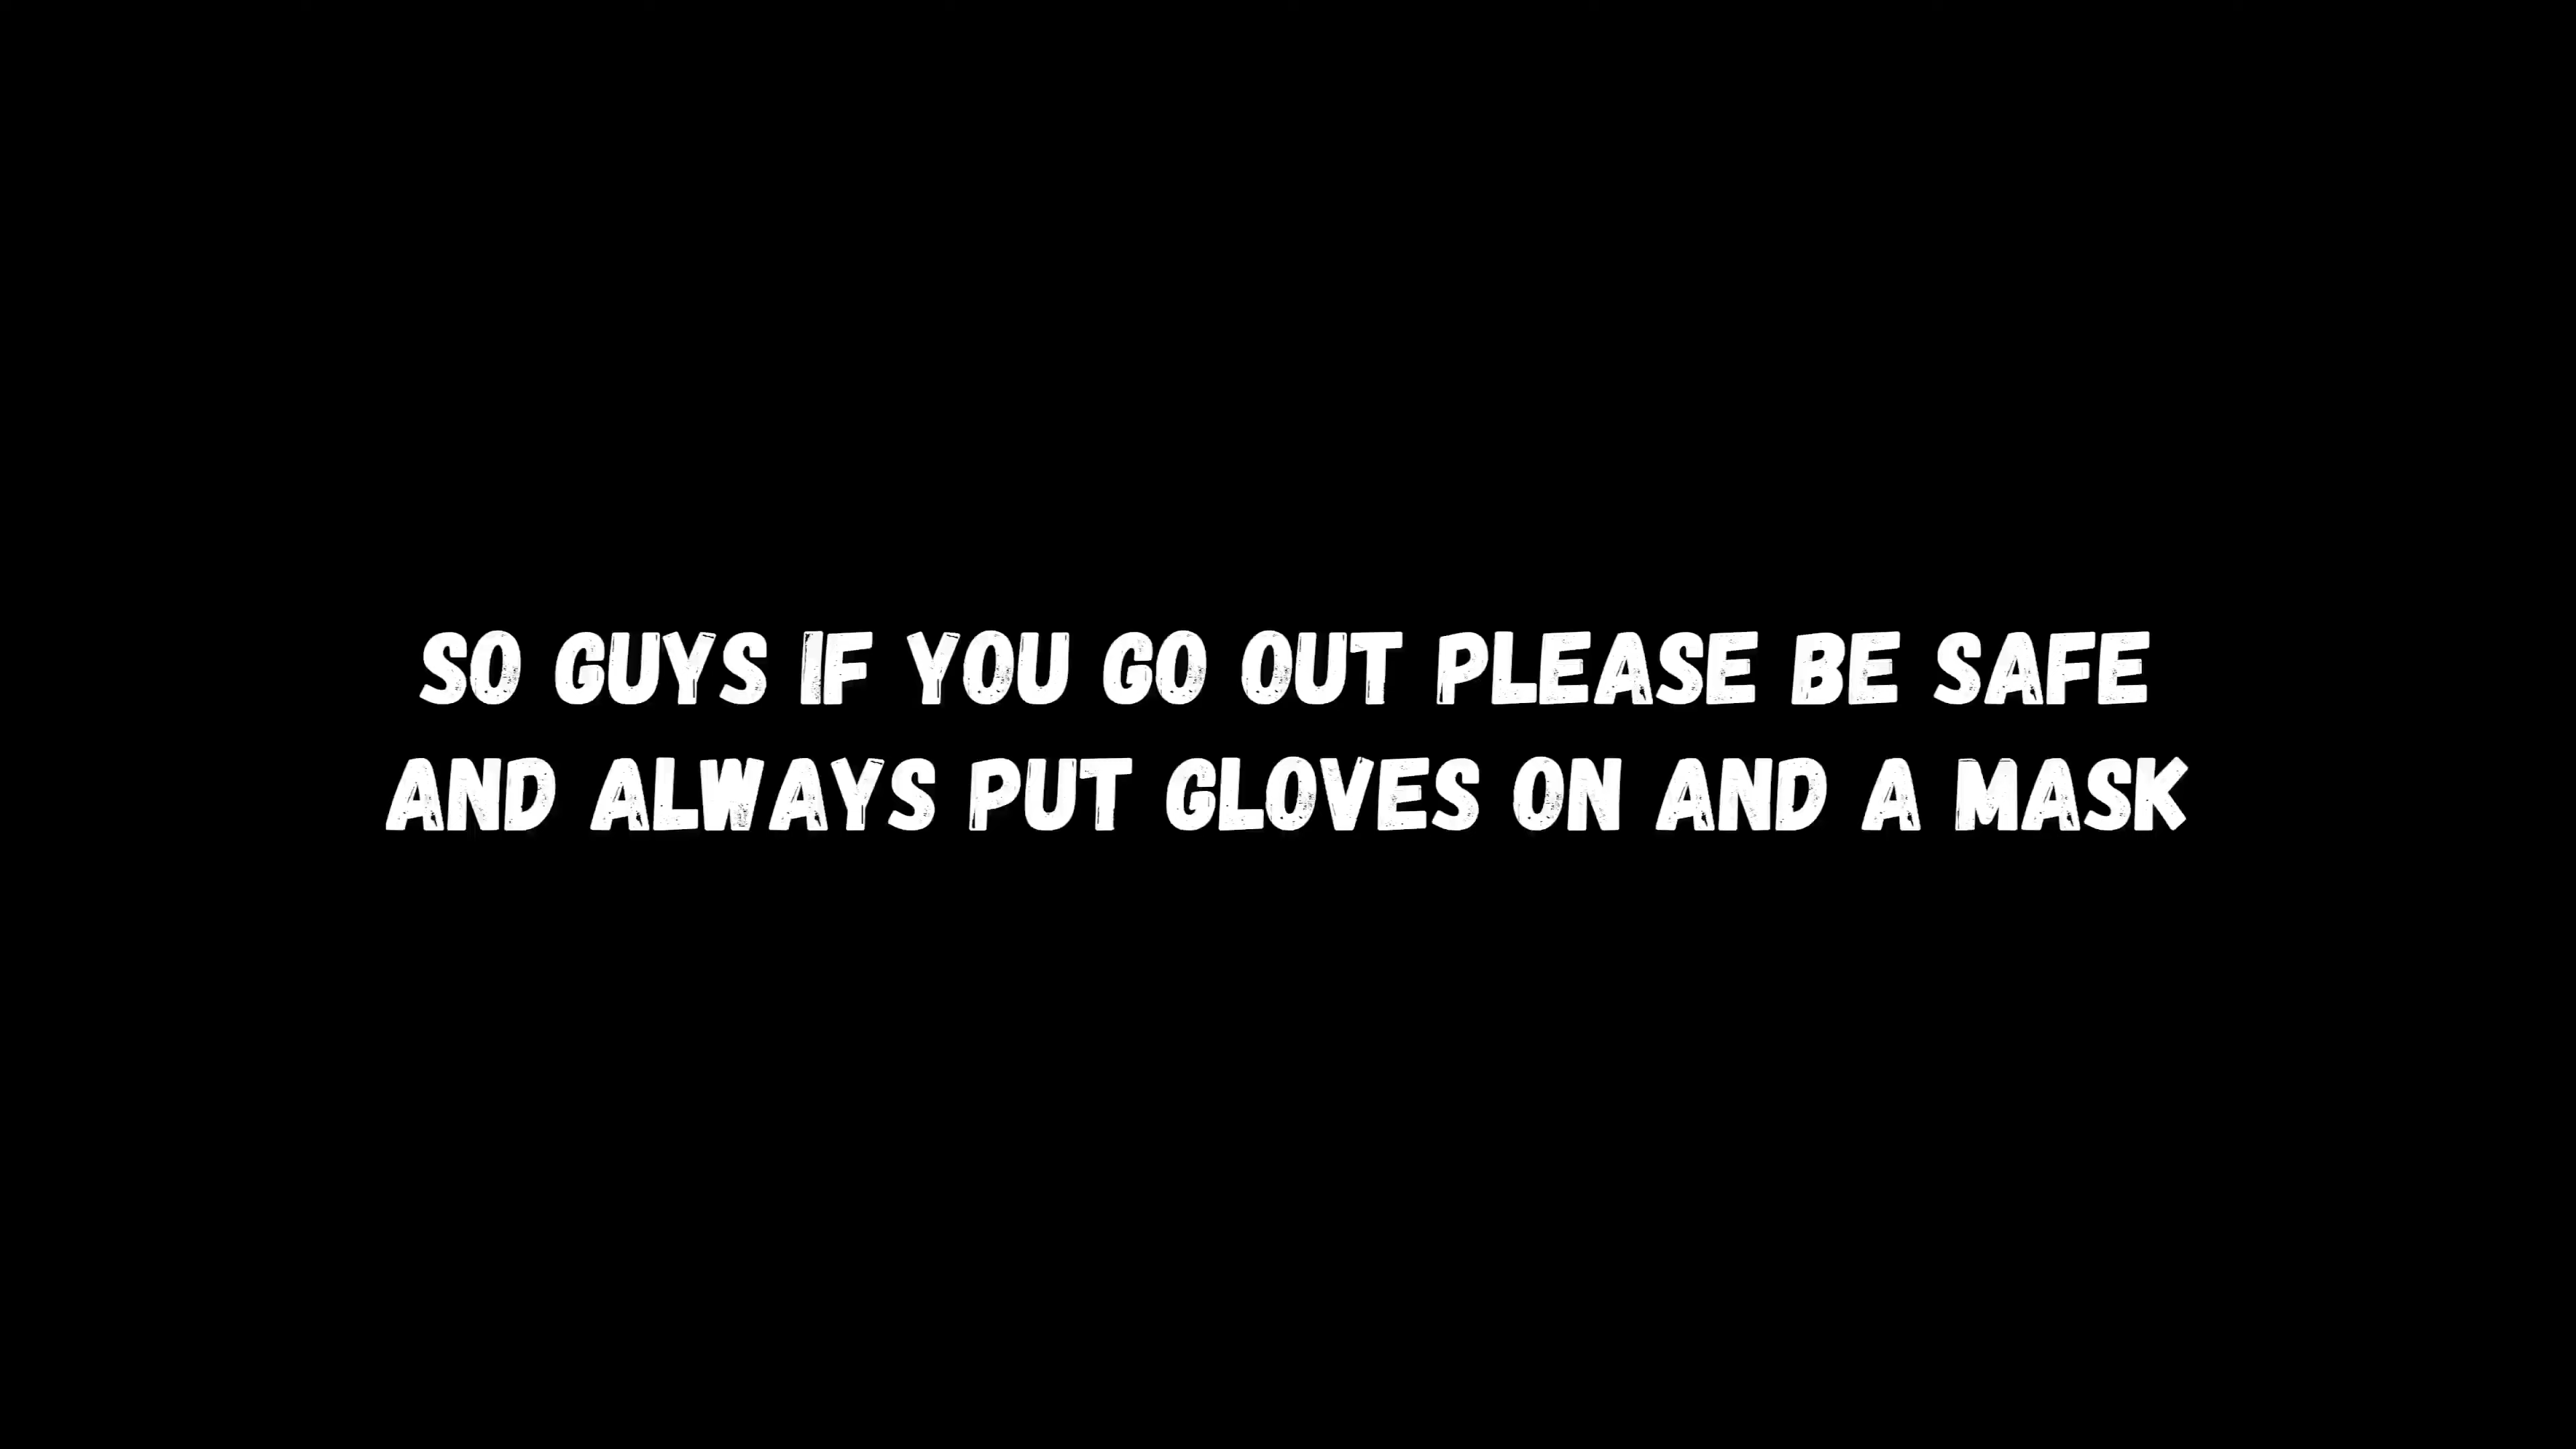 SO GUYS IF YOU GO OUT PLEASE BE SAFE
AND ALWAYS PUT GLOVES ON AND A MASK